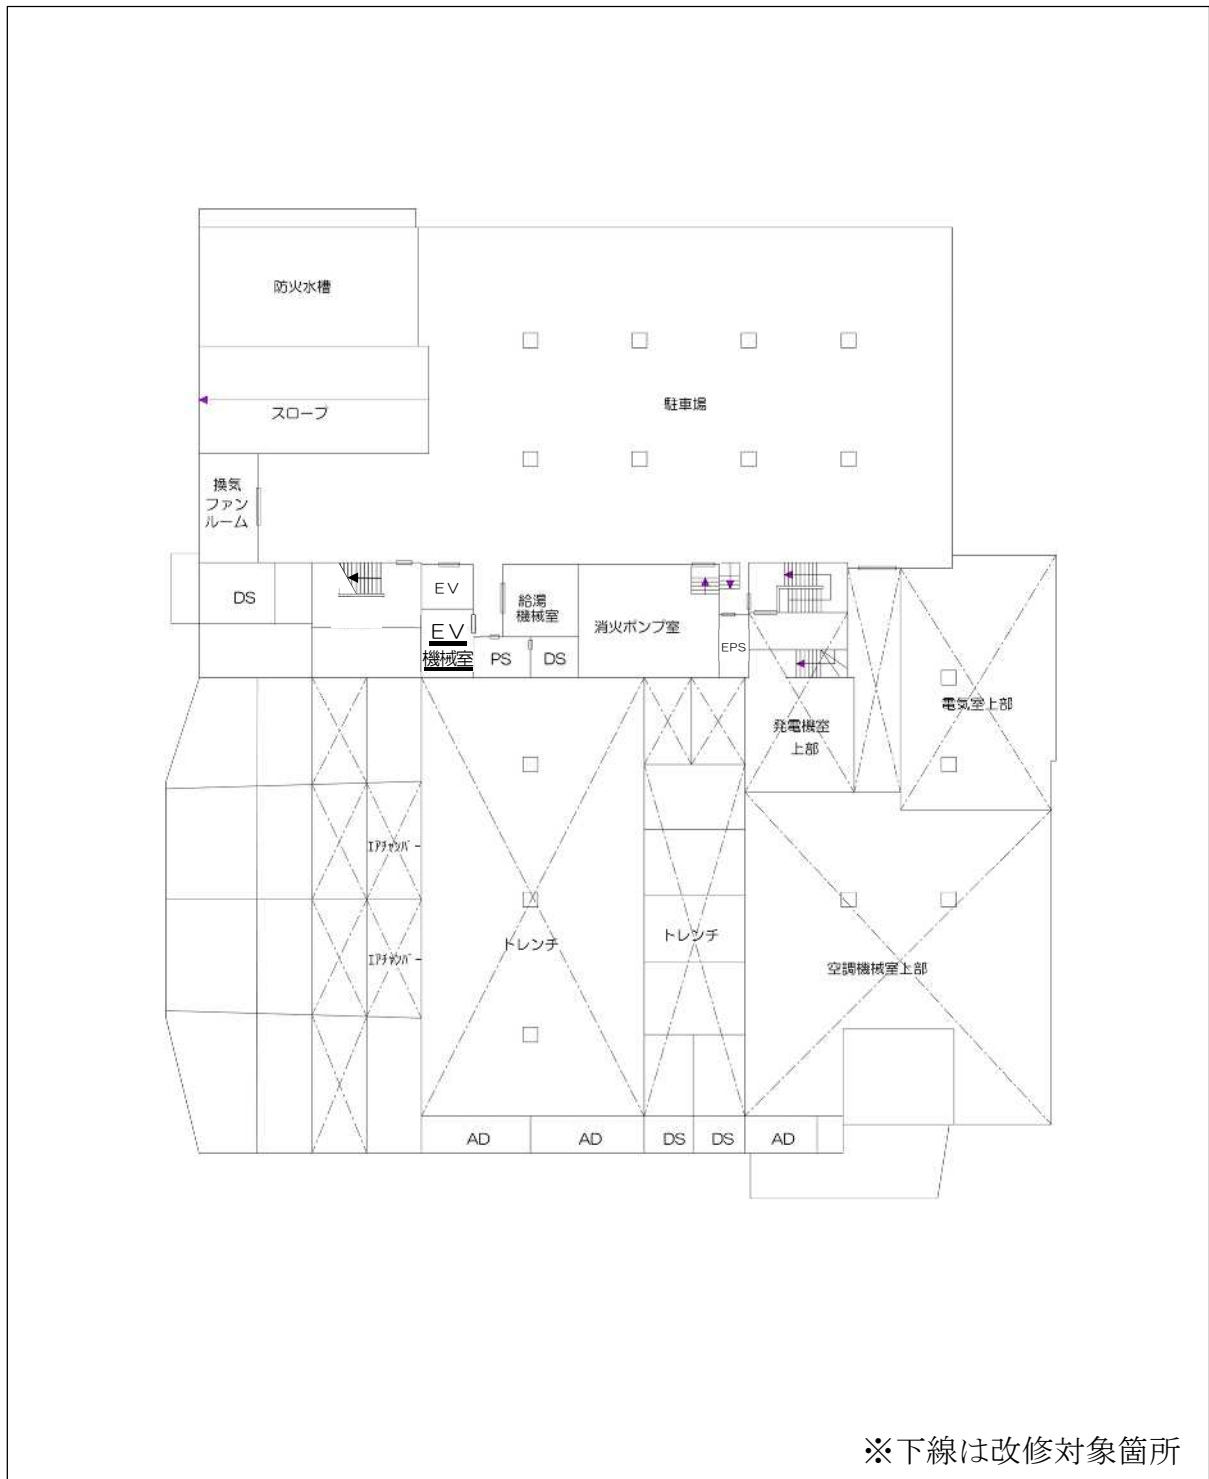 防火水槽
スロープ
駐車場
換気
ファン
ルーム
DS
EV
EV
機械室
給湯
機械室
PS
DS
消火ポンプ室
EPS
発電機室
上部
電気室上部
エアチャンバー
エアチャンバー
トレンチ
トレンチ
空調機械室上部
AD
AD
DS
DS
AD
※下線は改修対象箇所